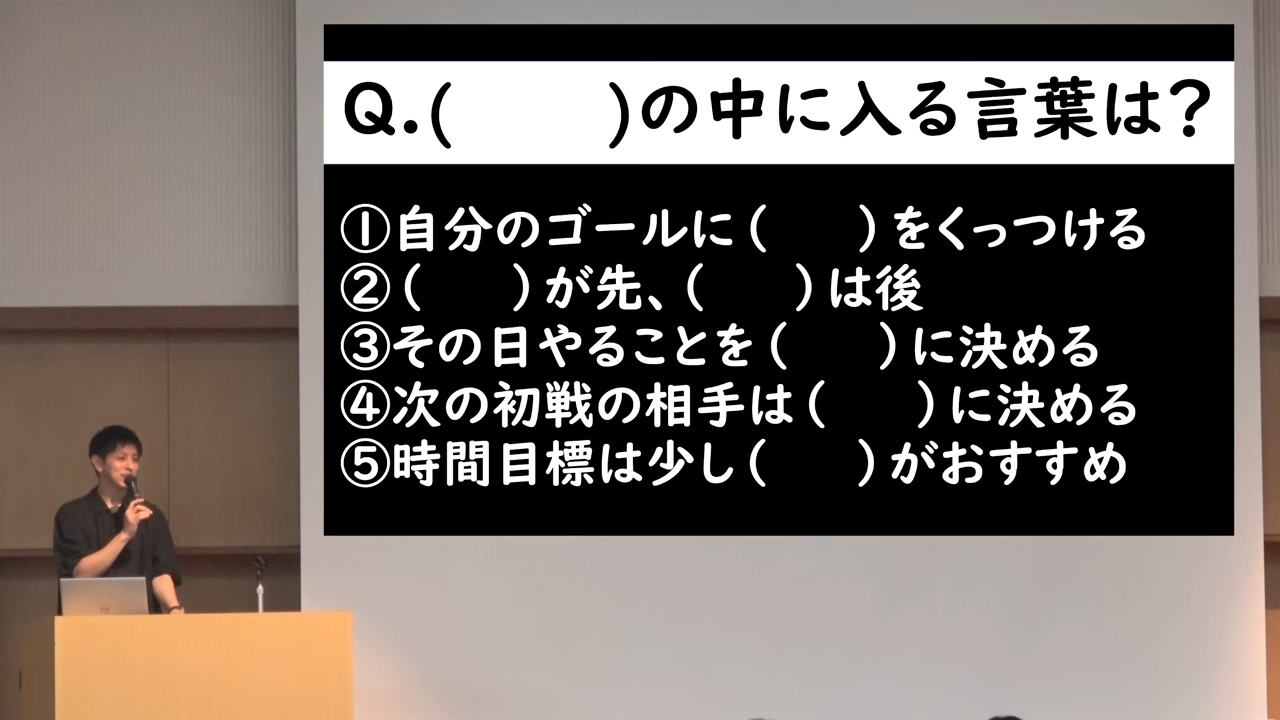 Q.(　　　)の中に入る言葉は?
①自分のゴールに(　　)をくっつける
②(　　)が先、(　　)は後
③その日やることを(　　)に決める
④次の初戦の相手は(　　)に決める
⑤時間目標は少し(　　)がおすすめ